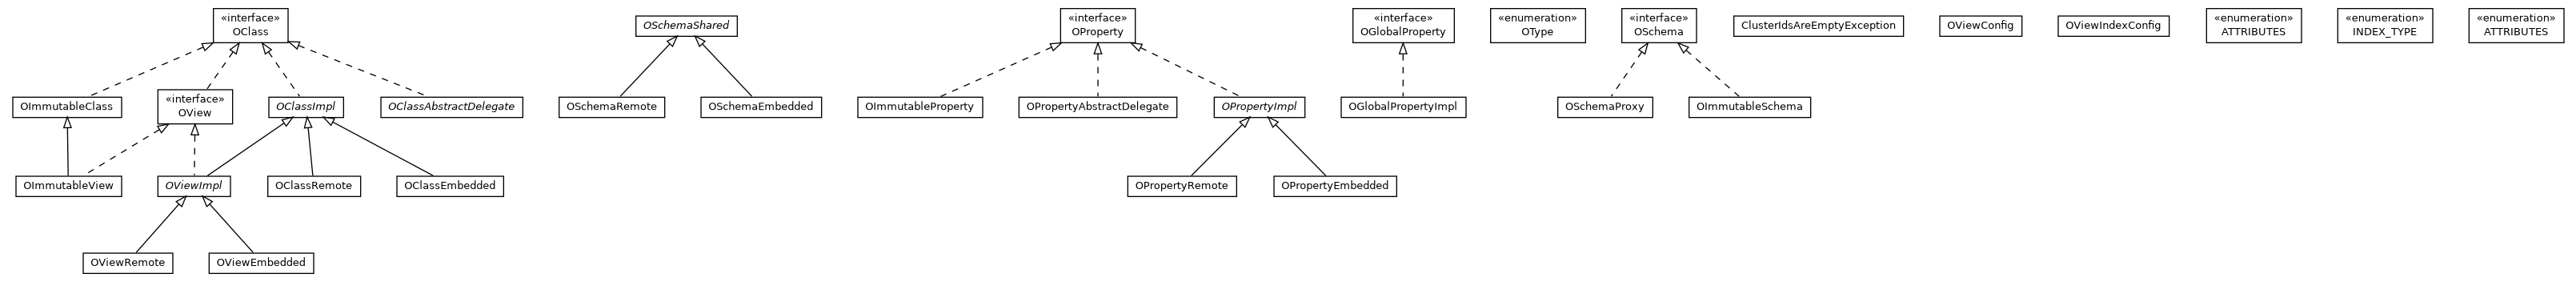 «interface»
OClass
OSchemaShared
«interface»
OProperty
«interface»
OGlobalProperty
«enumeration»
OType
«interface»
OSchema
ClusterIdsAreEmptyException
OViewConfig
OViewIndexConfig
«enumeration»
ATTRIBUTES
«enumeration»
INDEX_TYPE
«enumeration»
ATTRIBUTES
OImmutableClass
«interface»
OView
OClassImpl
OClassAbstractDelegate
OSchemaRemote
OSchemaEmbedded
OImmutableProperty
OPropertyAbstractDelegate
OPropertyImpl
OGlobalPropertyImpl
OSchemaProxy
OImmutableSchema
OImmutableView
OViewImpl
OClassRemote
OClassEmbedded
OPropertyRemote
OPropertyEmbedded
OViewRemote
OViewEmbedded